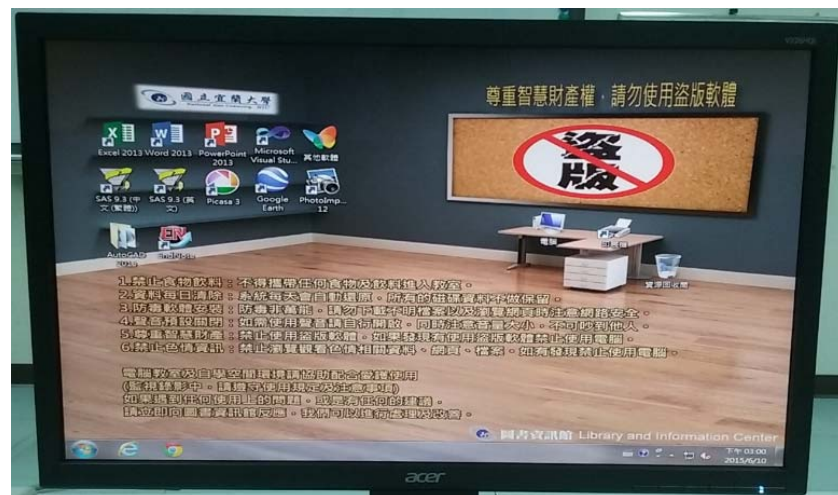 國立宜蘭大學
尊重智慧財產權，請勿使用盜版軟體
盜版
Excel 2013
Word 2013
PowerPoint 2013
Microsoft Visual Stu...
其他軟體
SAS 9.3 (中文(繁體))
SAS 9.3 (英文)
Picasa 3
Google Earth
PhotoImp... 12
AutoCAD
EndNote
電腦
印表機
資源回收筒
1.禁止食物飲料：不得攜帶任何食物及飲料進入教室。
2.資料每日清除：系統每天會自動還原，所有的磁碟資料不做保留。
3.防毒軟體安裝：防毒非萬能，請勿下載不明檔案以及瀏覽網頁時注意網路安全。
4.聲音預設關閉：如需使用聲音請自行開啟，同時注意音量大小，不可吵到他人。
5.尊重智慧財產：禁止使用盜版軟體，如果發現有使用盜版軟體禁止使用電腦。
6.禁止色情資訊：禁止瀏覽觀看色情相關資料、網頁、檔案，如有發現禁止使用電腦。
電腦教室及自學空間環境請協助配合優質使用
(監視錄影中，請遵守使用規定及注意事項)
如果遇到任何使用上的問題，或是有任何的建議，
請立即向圖書資訊館反應，我們可以進行處理及改善。
圖書資訊館 Library and Information Center
下午 03:00
2015/6/10
acer